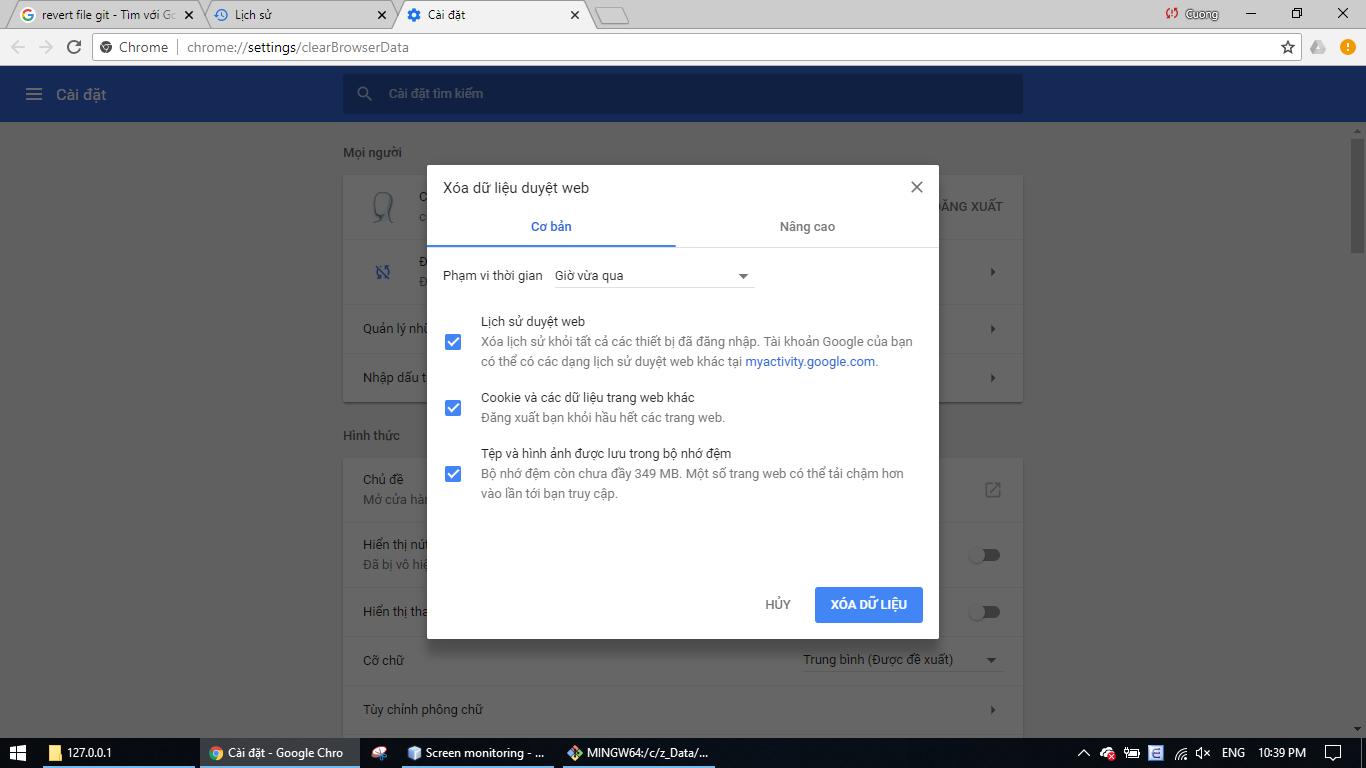 revert file git - Tìm với Go
Lịch sử
Cài đặt
Cuong
Chrome
chrome://settings/clearBrowserData
Cài đặt
Cài đặt tìm kiếm
Mọi người
ĐĂNG XUẤT
Quản lý nhữ
Nhập dấu t
Hình thức
Chủ đề
Mở cửa hàn
Hiển thị nút
Đã bị vô hiệ
Hiển thị tha
Cỡ chữ
Trung bình (Được đề xuất)
Tùy chỉnh phông chữ
Xóa dữ liệu duyệt web
Cơ bản
Nâng cao
Phạm vi thời gian
Giờ vừa qua
Lịch sử duyệt web
Xóa lịch sử khỏi tất cả các thiết bị đã đăng nhập. Tài khoản Google của bạn
có thể có các dạng lịch sử duyệt web khác tại myactivity.google.com.
Cookie và các dữ liệu trang web khác
Đăng xuất bạn khỏi hầu hết các trang web.
Tệp và hình ảnh được lưu trong bộ nhớ đệm
Bộ nhớ đệm còn chưa đầy 349 MB. Một số trang web có thể tải chậm hơn
vào lần tới bạn truy cập.
HỦY
XÓA DỮ LIỆU
127.0.0.1
Cài đặt - Google Chro
Screen monitoring - ...
MINGW64:/c/z_Data/...
ENG
10:39 PM